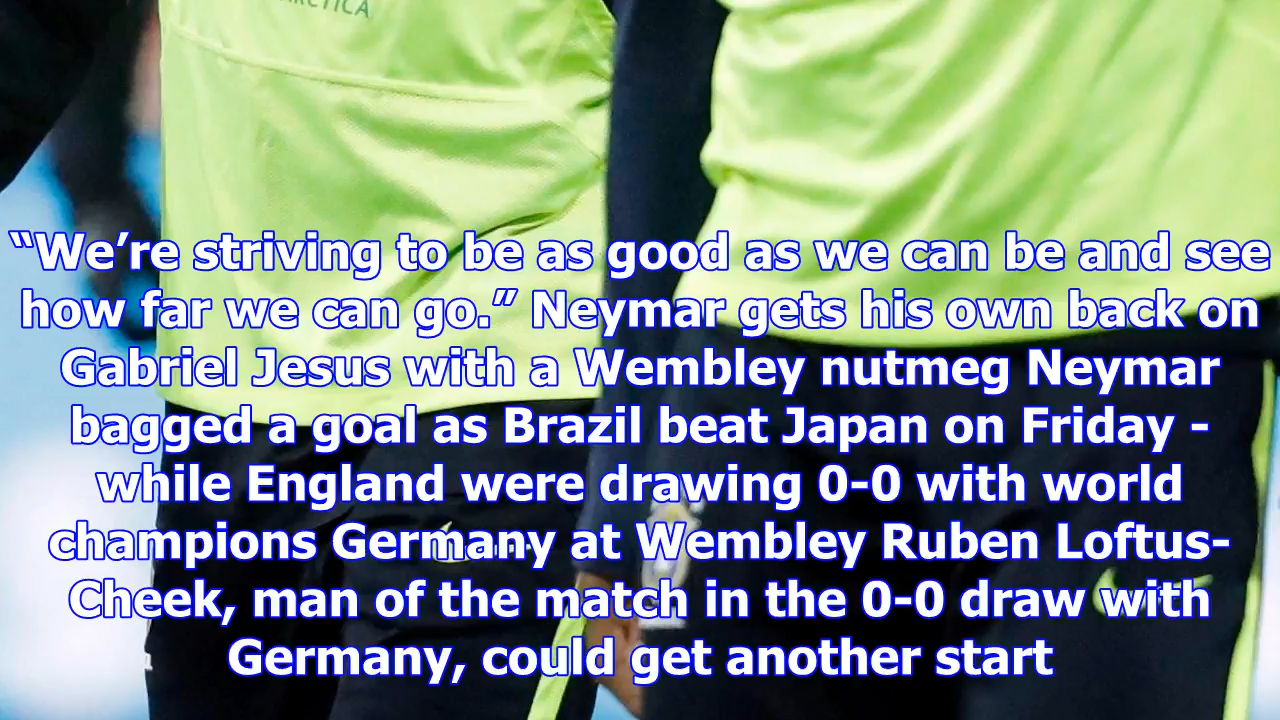 ARCTICA
“We’re striving to be as good as we can be and see
how far we can go.” Neymar gets his own back on
Gabriel Jesus with a Wembley nutmeg Neymar
bagged a goal as Brazil beat Japan on Friday -
while England were drawing 0-0 with world
champions Germany at Wembley Ruben Loftus-
Cheek, man of the match in the 0-0 draw with
Germany, could get another start